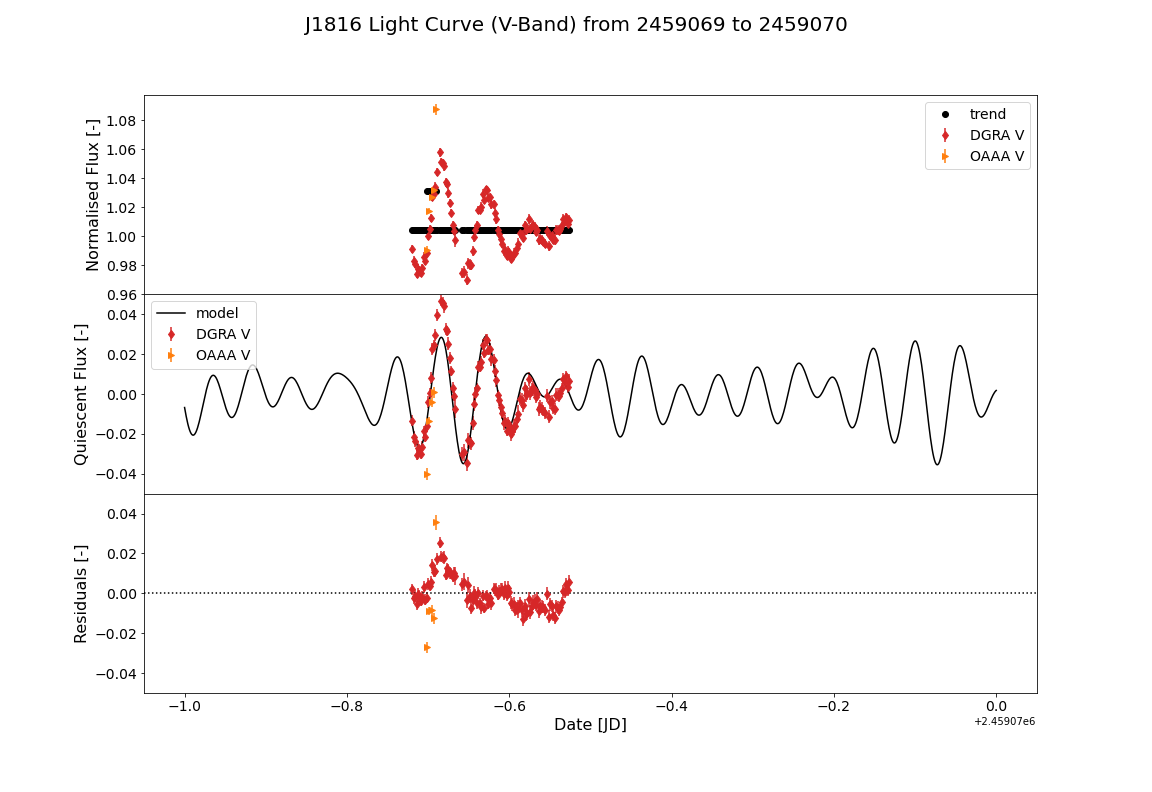 J1816 Light Curve (V-Band) from 2459069 to 2459070
Normalised Flux [-]
1.08
1.06
1.04
1.02
1.00
0.98
0.96
trend
DGRA V
OAAA V
Quiescent Flux [-]
0.04
0.02
0.00
−0.02
−0.04
model
DGRA V
OAAA V
Residuals [-]
0.04
0.02
0.00
−0.02
−0.04
−1.0
−0.8
−0.6
−0.4
−0.2
0.0
Date [JD]
+2.45907e6